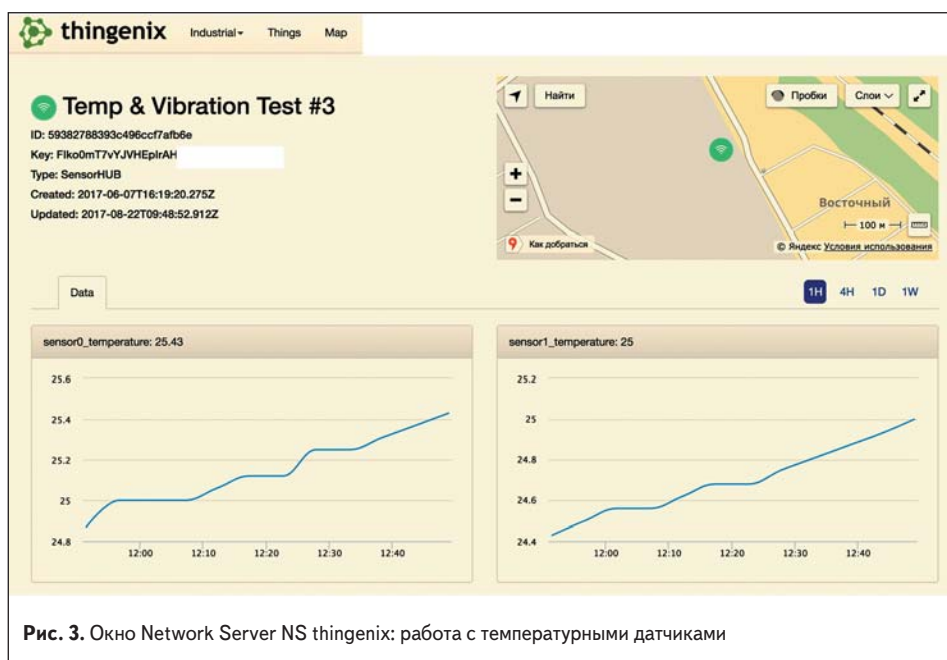 thingenix Industrial Things Map
Temp & Vibration Test #3
ID: 59382788393c496ccf7afb6e
Key: FIko0mT7vYJVHEpIrAH
Type: SensorHUB
Created: 2017-06-07T16:19:20.275Z
Updated: 2017-08-22T09:48:52.912Z
Найти
Пробки
Слои
+
−
Восточный
100 м
Как добраться
© Яндекс Условия использования
Data
1H 4H 1D 1W
sensor0_temperature: 25.43
25.6
25.4
25.2
25
24.8
12:00 12:10 12:20 12:30 12:40
sensor1_temperature: 25
25.2
25
24.8
24.6
24.4
12:00 12:10 12:20 12:30 12:40
Рис. 3. Окно Network Server NS thingenix: работа с температурными датчиками